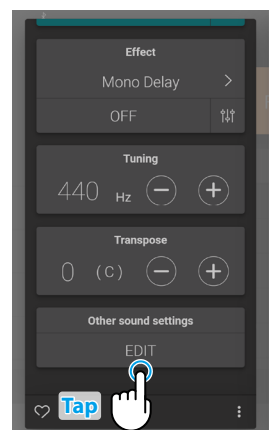 Effect
Mono Delay >
OFF
Tuning
440 Hz − +
Transpose
0 (C) − +
Other sound settings
EDIT
Tap